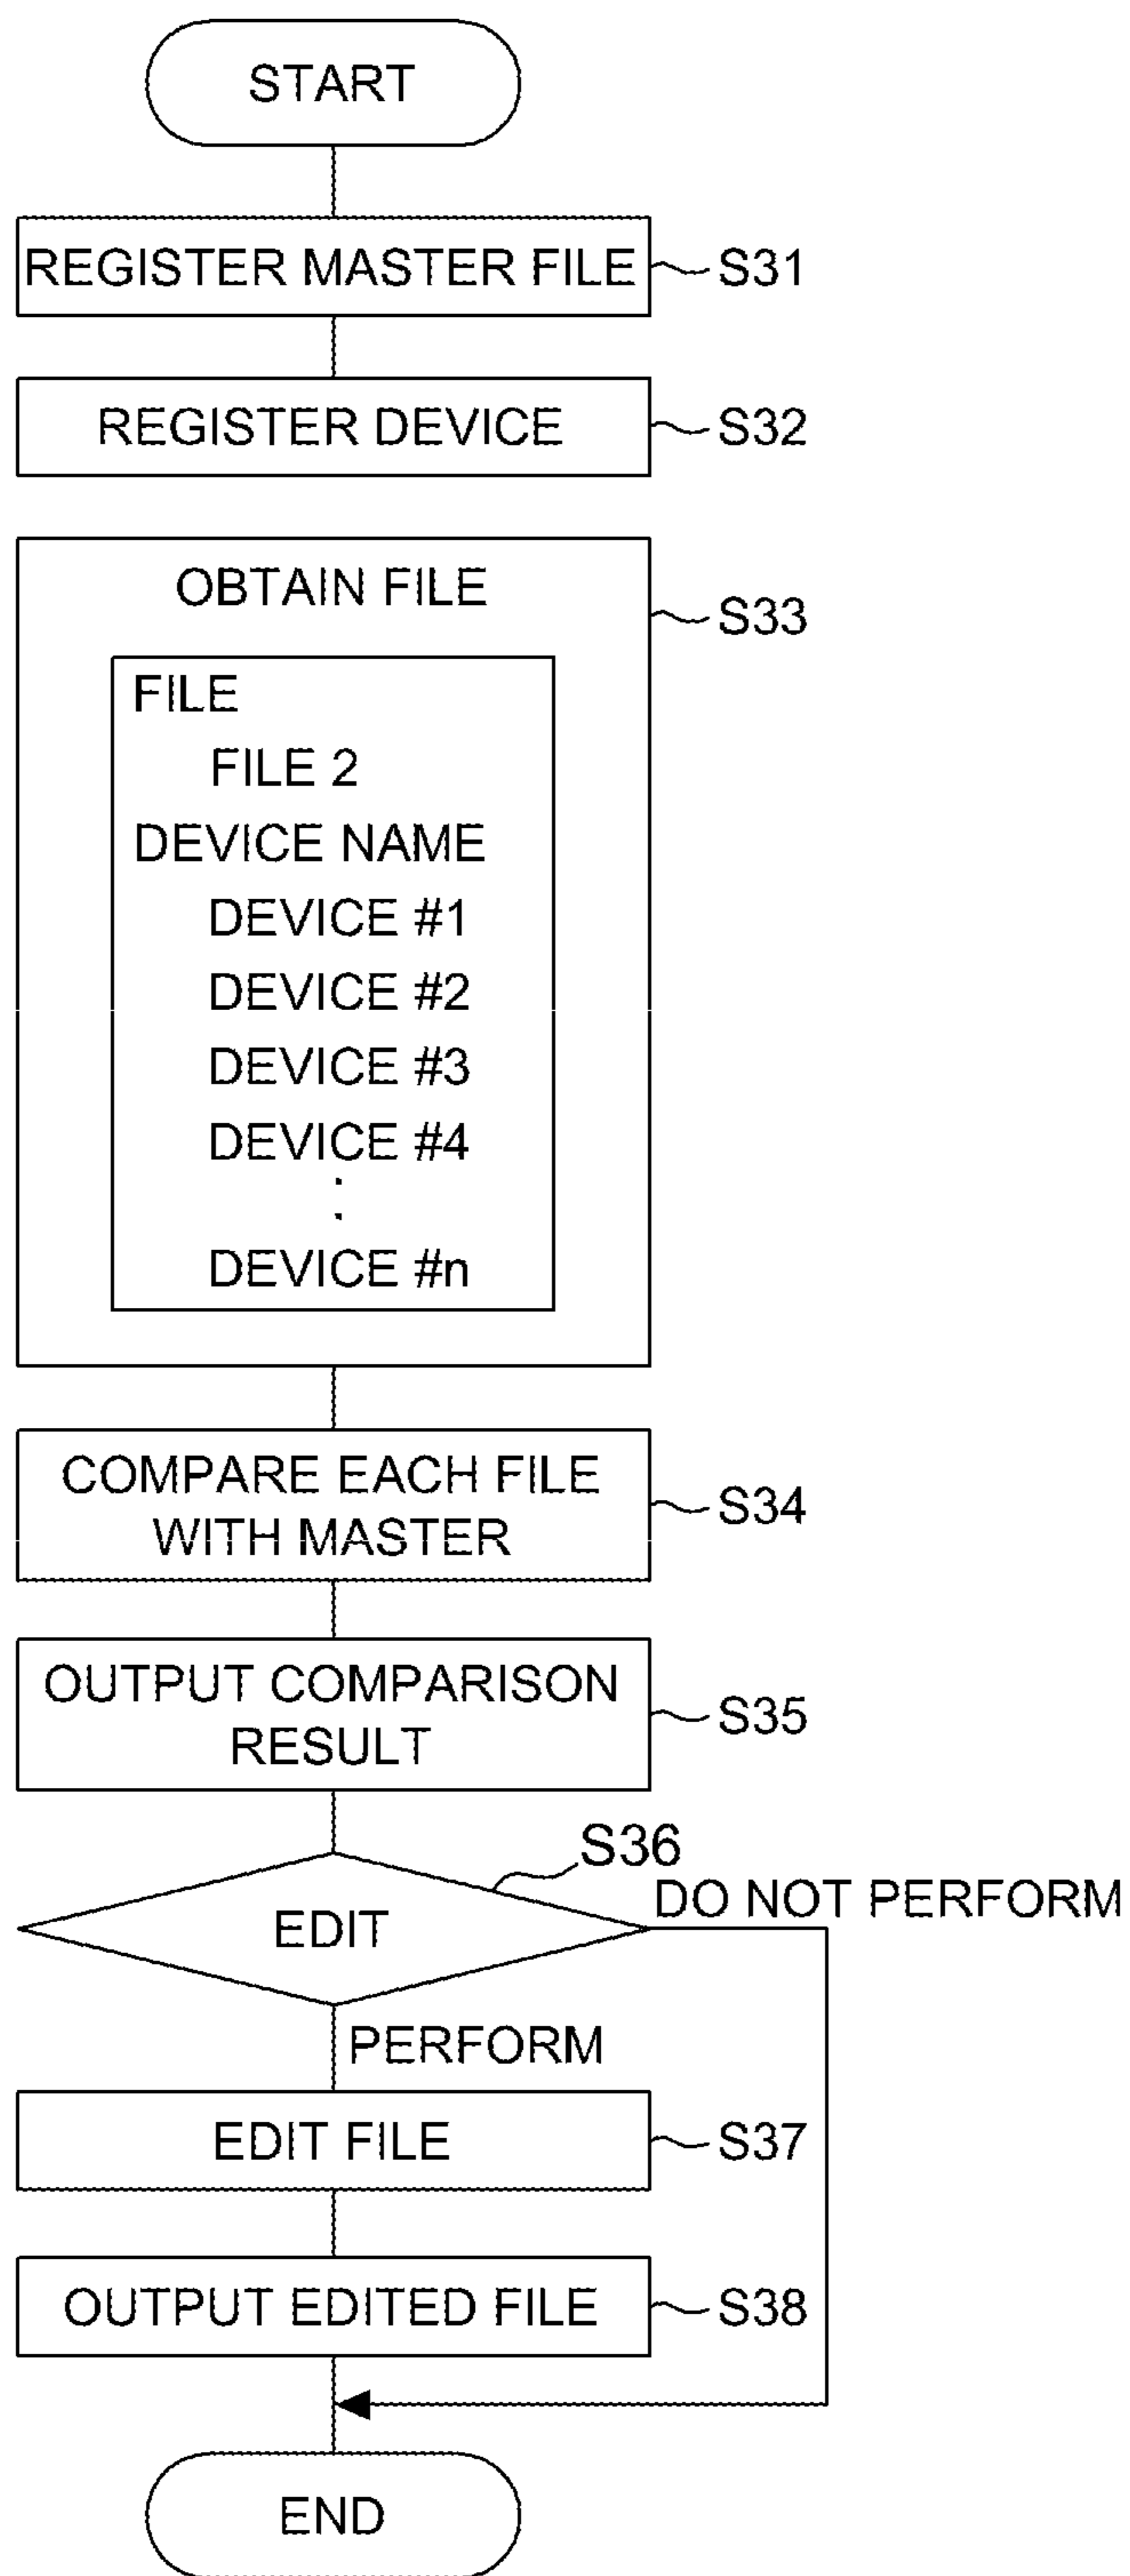 START
REGISTER MASTER FILE
S31
REGISTER DEVICE
S32
OBTAIN FILE
S33
FILE
FILE 2
DEVICE NAME
DEVICE #1
DEVICE #2
DEVICE #3
DEVICE #4
:
DEVICE #n
COMPARE EACH FILE
WITH MASTER
S34
OUTPUT COMPARISON
RESULT
S35
S36
DO NOT PERFORM
EDIT
PERFORM
EDIT FILE
S37
OUTPUT EDITED FILE
S38
END